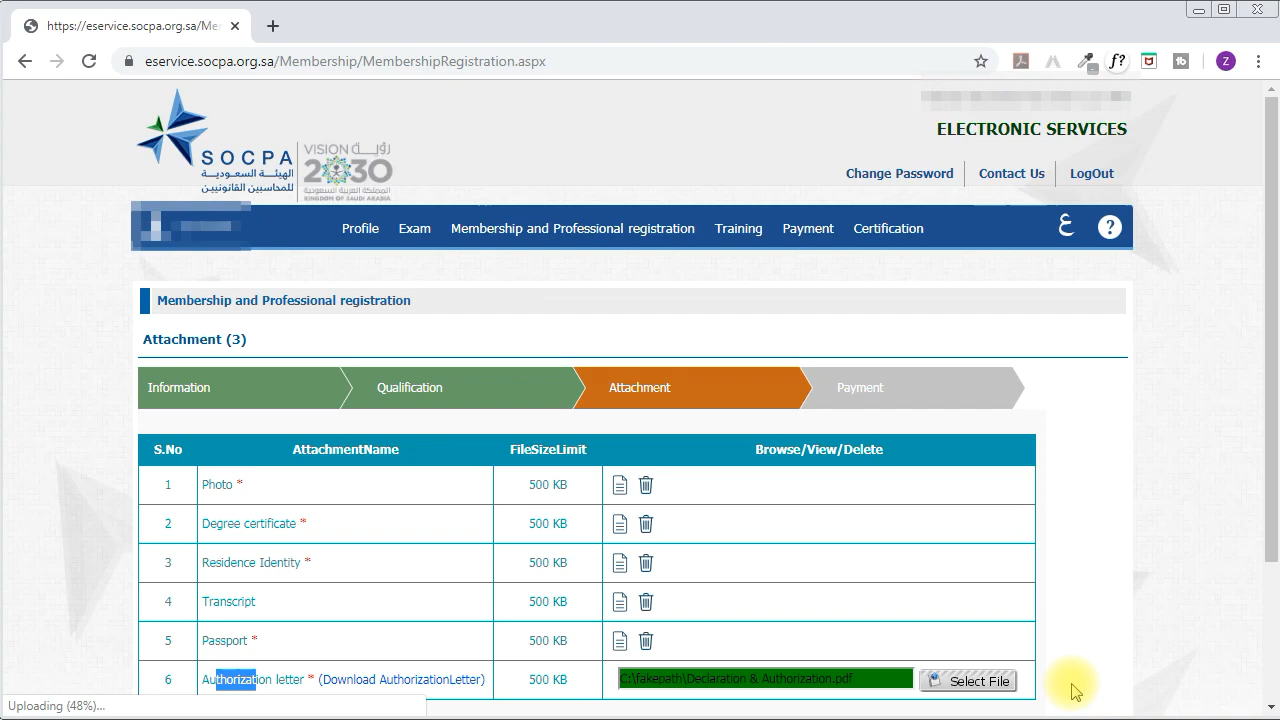 https://eservice.socpa.org.sa/Me
eservice.socpa.org.sa/Membership/MembershipRegistration.aspx
f?
Z
SOCPA
الهيئة السعودية
للمحاسبين القانونيين
VISION رؤية
2030
المملكة العربية السعودية
KINGDOM OF SAUDI ARABIA
ELECTRONIC SERVICES
Change Password
Contact Us
LogOut
Profile
Exam
Membership and Professional registration
Training
Payment
Certification
ع
?
Membership and Professional registration
Attachment (3)
Information
Qualification
Attachment
Payment
S.No AttachmentName FileSizeLimit Browse/View/Delete
1 Photo * 500 KB
2 Degree certificate * 500 KB
3 Residence Identity * 500 KB
4 Transcript 500 KB
5 Passport * 500 KB
6 Authorization letter * (Download AuthorizationLetter) 500 KB C:\fakepath\Declaration & Authorization.pdf Select File
Uploading (48%)...